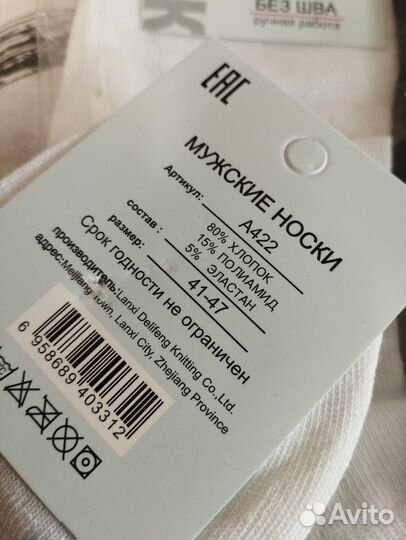 K
БЕЗ ШВА
ручная работа
EAC
МУЖСКИЕ НОСКИ
Артикул: A422
состав: 80% ХЛОПОК
15% ПОЛИАМИД
5% ЭЛАСТАН
размер: 41-47
Срок годности не ограничен
производитель: Lanxi Delifeng Knitting Co.,Ltd.
адрес: Meijiang Town, Lanxi City, Zhejiang Province
6 958689 403312
Avito